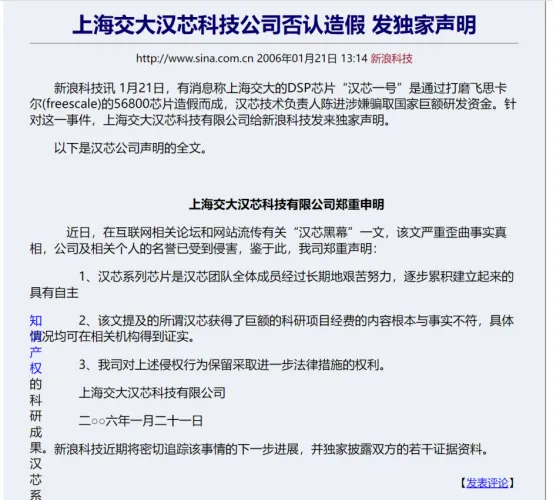 上海交大汉芯科技公司否认造假 发独家声明
http://www.sina.com.cn 2006年01月21日 13:14 新浪科技
新浪科技讯 1月21日，有消息称上海交大的DSP芯片“汉芯一号”是通过打磨飞思卡
尔(freescale)的56800芯片造假而成，汉芯技术负责人陈进涉嫌骗取国家巨额研发资金。针
对这一事件，上海交大汉芯科技有限公司给新浪科技发来独家声明。
以下是汉芯公司声明的全文。
上海交大汉芯科技有限公司郑重申明
近日，在互联网相关论坛和网站流传有关“汉芯黑幕”一文，该文严重歪曲事实真
相，公司及相关个人的名誉已受到侵害，鉴于此，我司郑重声明：
1、汉芯系列芯片是汉芯团队全体成员经过长期地艰苦努力，逐步累积建立起来的
具有自主
知识产权的科研成果。汉芯系
2、该文提及的所谓汉芯获得了巨额的科研项目经费的内容根本与事实不符，具体
情况均可在相关机构得到证实。
3、我司对上述侵权行为保留采取进一步法律措施的权利。
上海交大汉芯科技有限公司
二○○六年一月二十一日
新浪科技近期将密切追踪该事情的下一步进展，并独家披露双方的若干证据资料。
【发表评论】